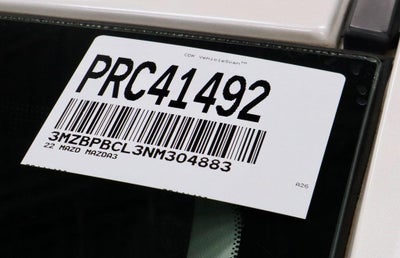 CDK VehicleScan™
PRC41492
3MZBPBCL3NM304883
22 MAZD MAZDA3
A26